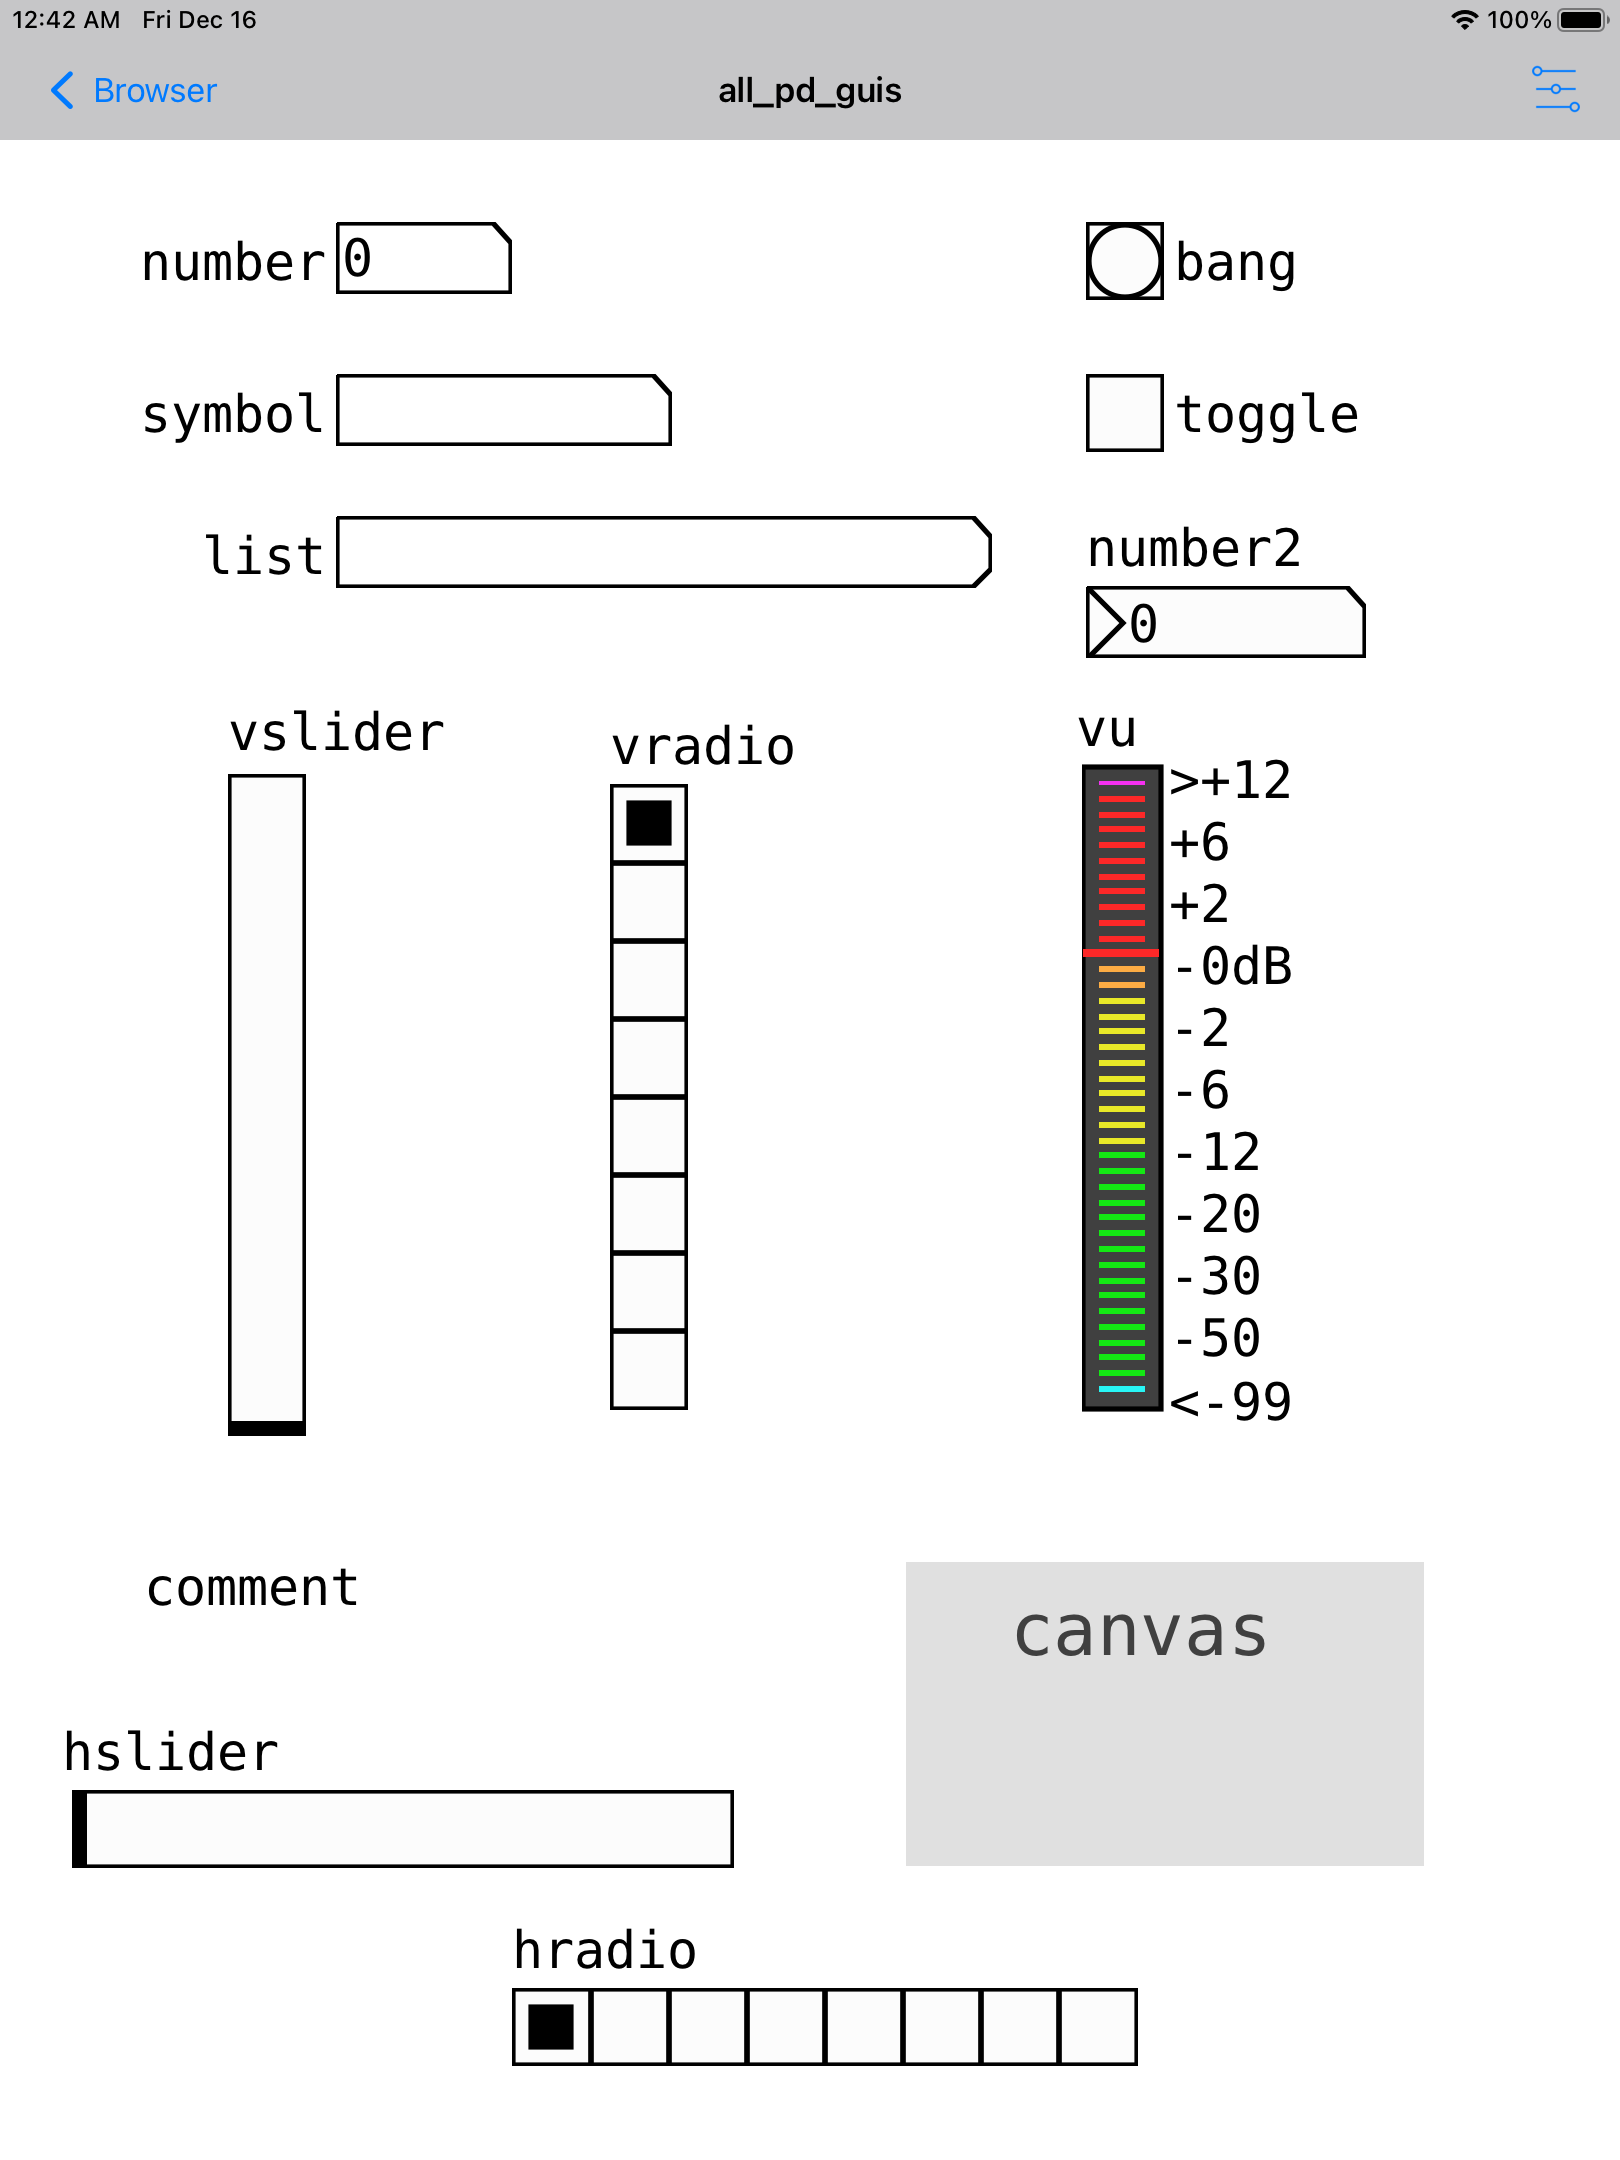 12:42 AM Fri Dec 16
100%
Browser
all_pd_guis
number 0
bang
symbol
toggle
list
number2
0
vslider
vradio
vu
>+12
+6
+2
-0dB
-2
-6
-12
-20
-30
-50
<-99
comment
canvas
hslider
hradio